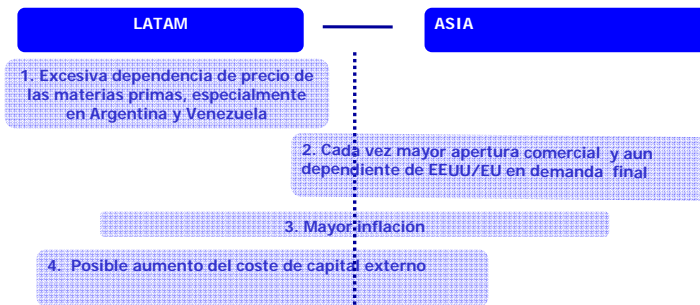 LATAM
ASIA
1. Excesiva dependencia de precio de
las materias primas, especialmente
en Argentina y Venezuela
2. Cada vez mayor apertura comercial y aun
dependiente de EEUU/EU en demanda final
3. Mayor inflación
4. Posible aumento del coste de capital externo